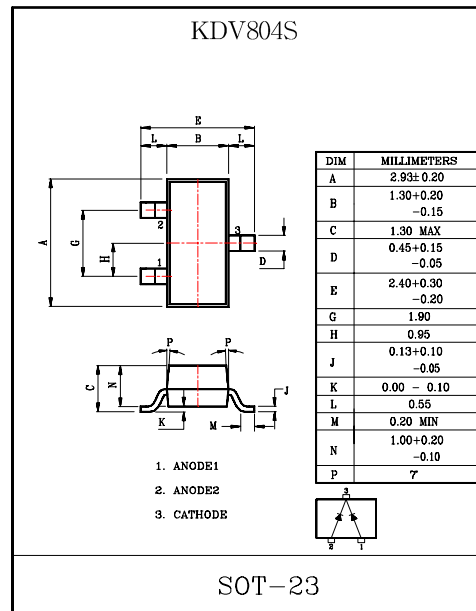 KDV804S
E
L B L
A
G
H
2
3
1
D
DIM MILLIMETERS
A 2.93±0.20
B 1.30+0.20
-0.15
C 1.30 MAX
D 0.45+0.15
-0.05
E 2.40+0.30
-0.20
G 1.90
H 0.95
J 0.13+0.10
-0.05
K 0.00 - 0.10
L 0.55
M 0.20 MIN
N 1.00+0.20
-0.10
P 7°
P P
C
N
J
K
M
1. ANODE1
2. ANODE2
3. CATHODE
3
2 1
SOT-23